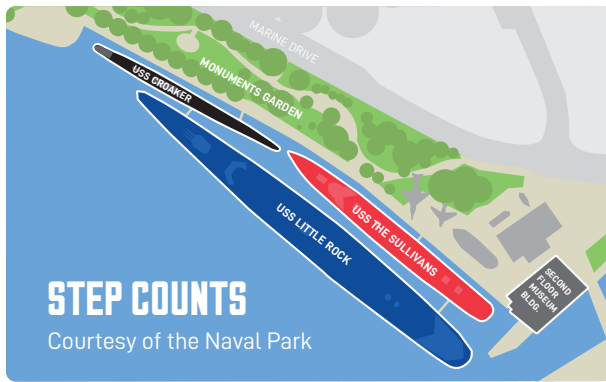 MARINE DRIVE
MONUMENTS GARDEN
USS CROAKER
USS LITTLE ROCK
USS THE SULLIVANS
SECOND
FLOOR
MUSEUM
BLDG.
STEP COUNTS
Courtesy of the Naval Park